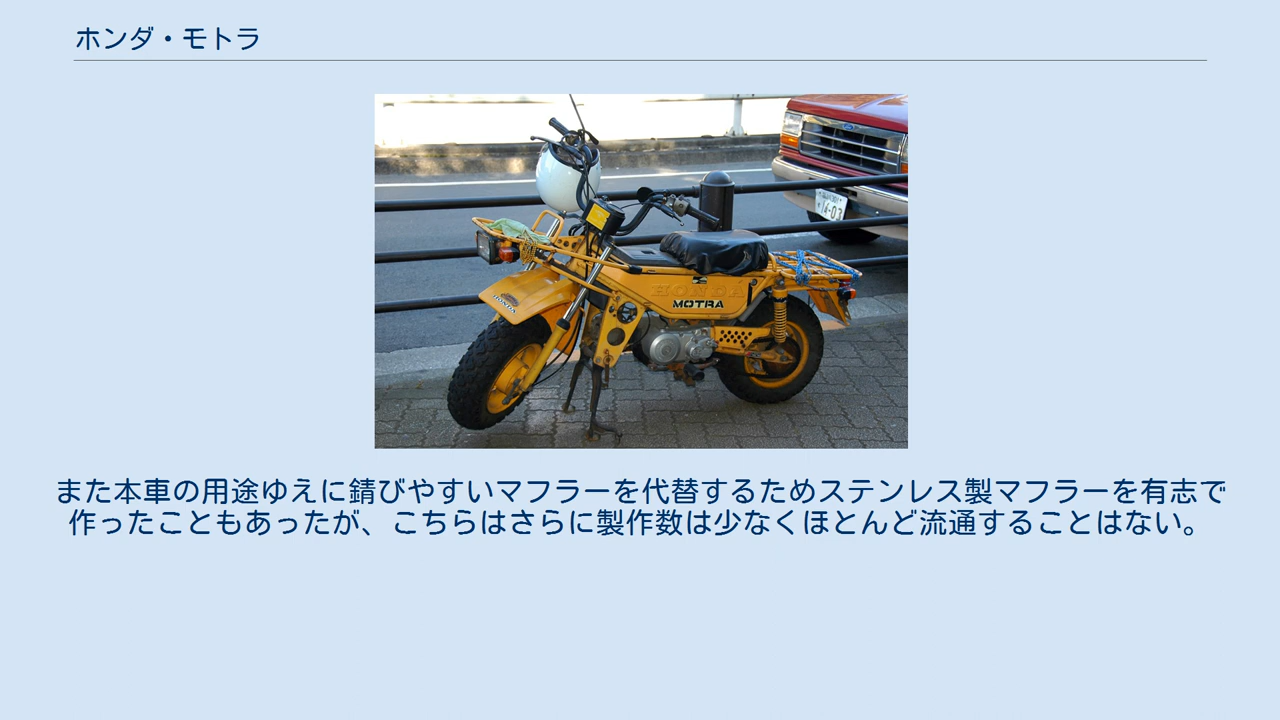 ホンダ・モトラ
HONDA
MOTRA
HONDA
16-03
また本車の用途ゆえに錆びやすいマフラーを代替するためステンレス製マフラーを有志で
作ったこともあったが、こちらはさらに製作数は少なくほとんど流通することはない。